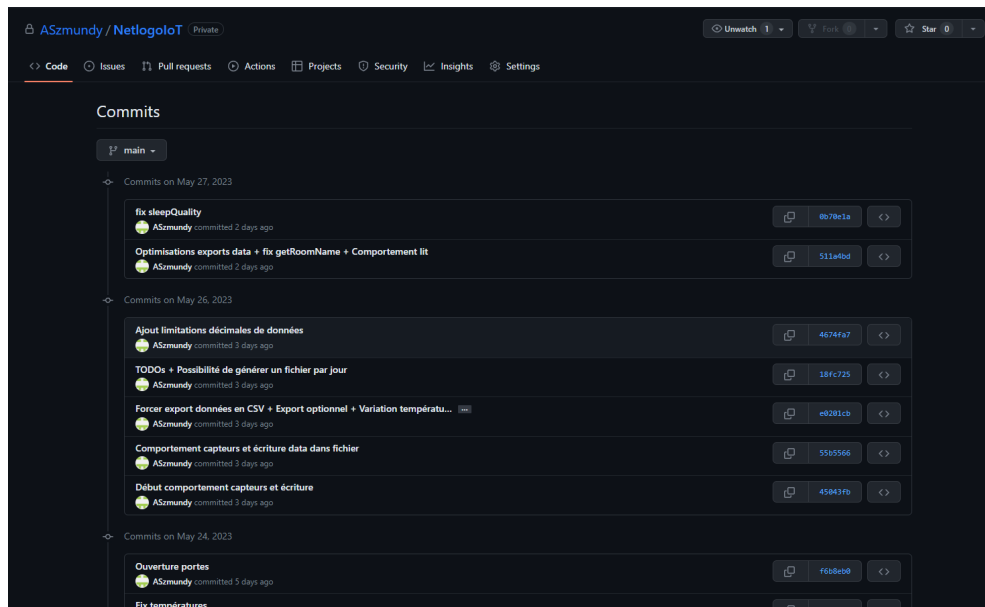 ASzmundy / NetlogoIoT Private
Unwatch 1
Fork 0
Star 0
<> Code
Issues
Pull requests
Actions
Projects
Security
Insights
Settings
Commits
main
Commits on May 27, 2023
fix sleepQuality
ASzmundy committed 2 days ago
0b70e1a
<>
Optimisations exports data + fix getRoomName + Comportement lit
ASzmundy committed 2 days ago
511a4bd
<>
Commits on May 26, 2023
Ajout limitations décimales de données
ASzmundy committed 3 days ago
4674fa7
<>
TODOs + Possibilité de générer un fichier par jour
ASzmundy committed 3 days ago
18fc725
<>
Forcer export données en CSV + Export optionnel + Variation températu... …
ASzmundy committed 3 days ago
e0201cb
<>
Comportement capteurs et écriture data dans fichier
ASzmundy committed 3 days ago
55b5566
<>
Début comportement capteurs et écriture
ASzmundy committed 3 days ago
45043fb
<>
Commits on May 24, 2023
Ouverture portes
ASzmundy committed 5 days ago
f6b8eb0
<>
Fix températures